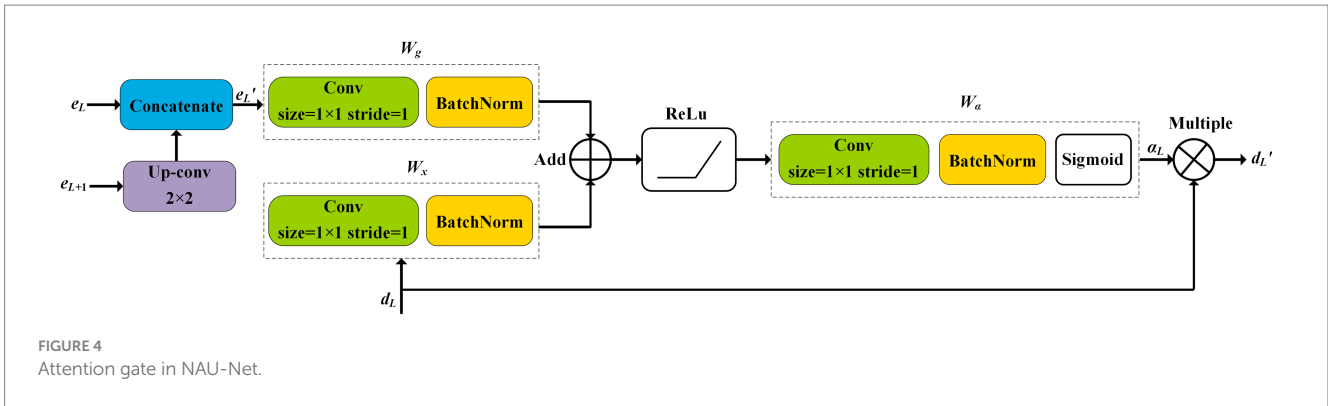 W_g
e_L
Concatenate
e_L'
Conv
size=1×1 stride=1
BatchNorm
e_{L+1}
Up-conv
2×2
W_x
Conv
size=1×1 stride=1
BatchNorm
d_L
Add
ReLu
W_α
Conv
size=1×1 stride=1
BatchNorm
Sigmoid
α_L
Multiple
d_L'
FIGURE 4
Attention gate in NAU-Net.